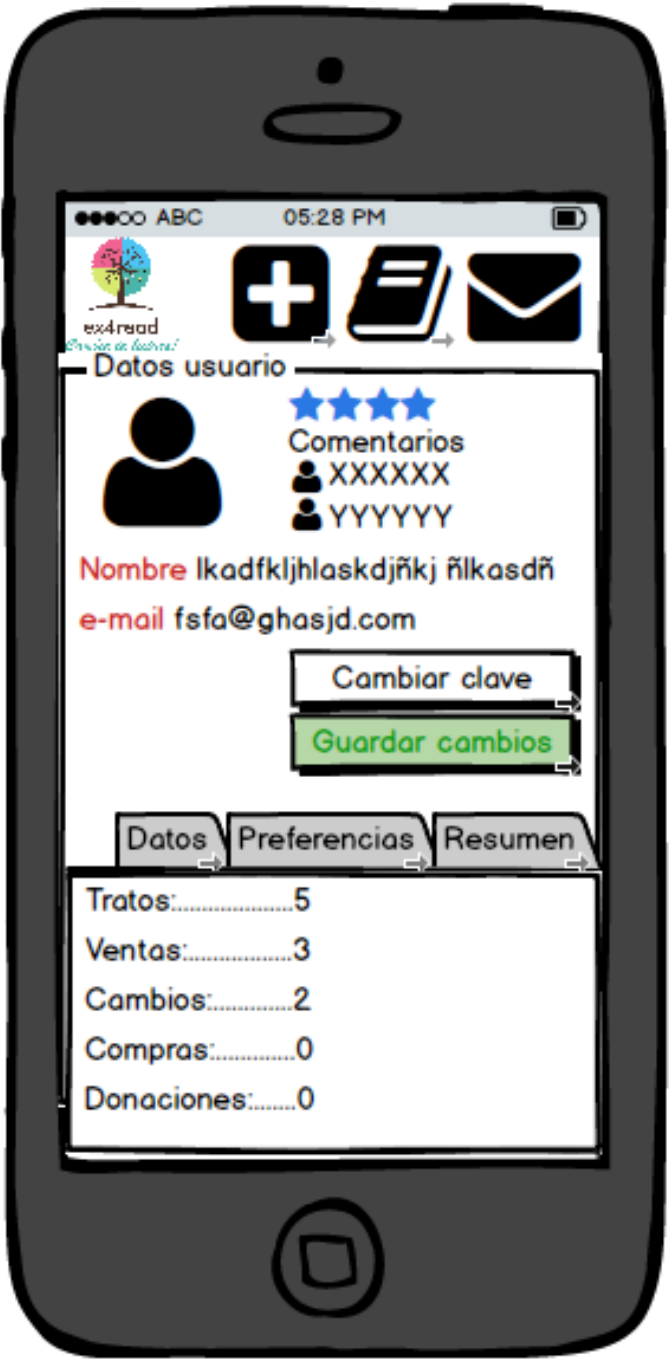 ABC 05:28 PM
ex4read
Datos usuario
Comentarios
XXXXXX
YYYYYY
Nombre lkadfkljhlaskdjñkj ñlkasdñ
e-mail fsfa@ghasjd.com
Cambiar clave
Guardar cambios
Datos Preferencias Resumen
Tratos:.....................5
Ventas:...................3
Cambios:..............2
Compras:...............0
Donaciones:........0